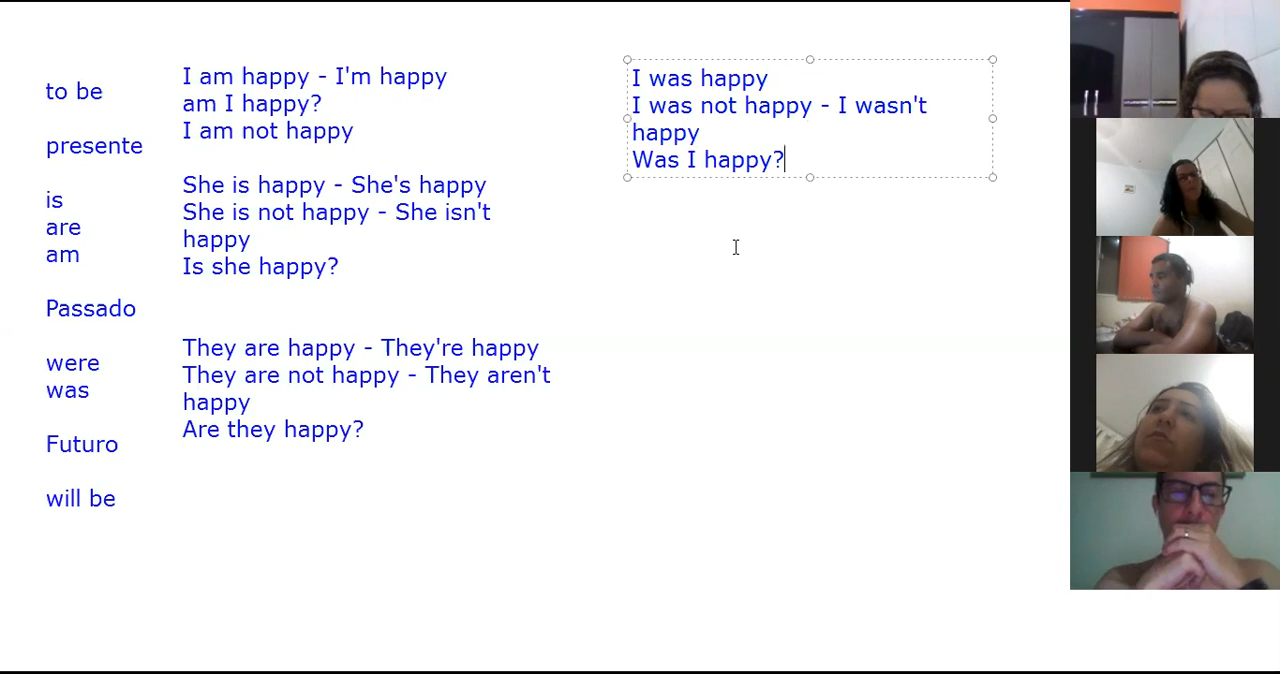 to be
presente
is
are
am
Passado
were
was
Futuro
will be
I am happy - I'm happy
am I happy?
I am not happy
She is happy - She's happy
She is not happy - She isn't
happy
Is she happy?
They are happy - They're happy
They are not happy - They aren't
happy
Are they happy?
I was happy
I was not happy - I wasn't
happy
Was I happy?